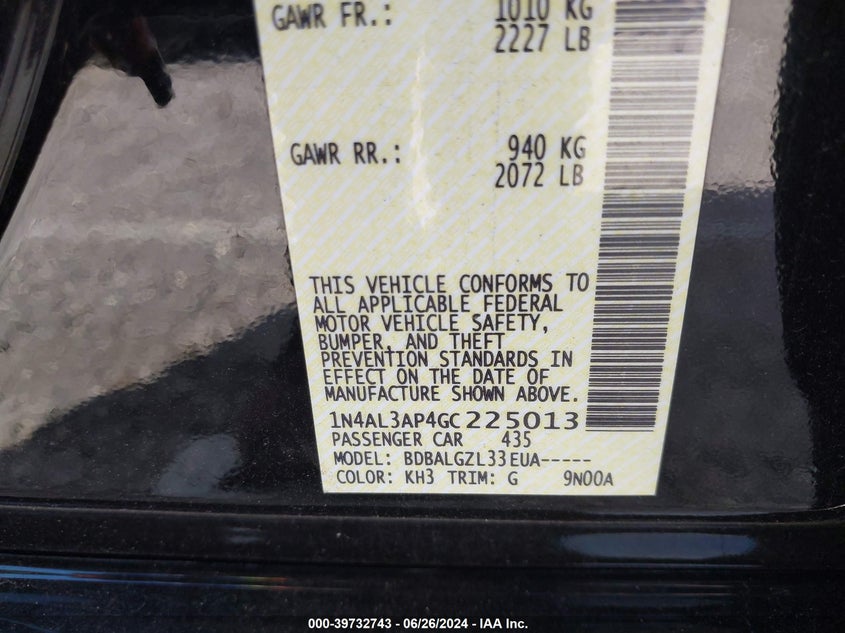 GAWR FR.: 1010 KG
2227 LB
GAWR RR.: 940 KG
2072 LB
THIS VEHICLE CONFORMS TO
ALL APPLICABLE FEDERAL
MOTOR VEHICLE SAFETY,
BUMPER, AND THEFT
PREVENTION STANDARDS IN
EFFECT ON THE DATE OF
MANUFACTURE SHOWN ABOVE.
1N4AL3AP4GC225013
PASSENGER CAR 435
MODEL: BDBALGZL33EUA-----
COLOR: KH3 TRIM: G 9N00A
000-39732743 - 06/26/2024 - IAA Inc.